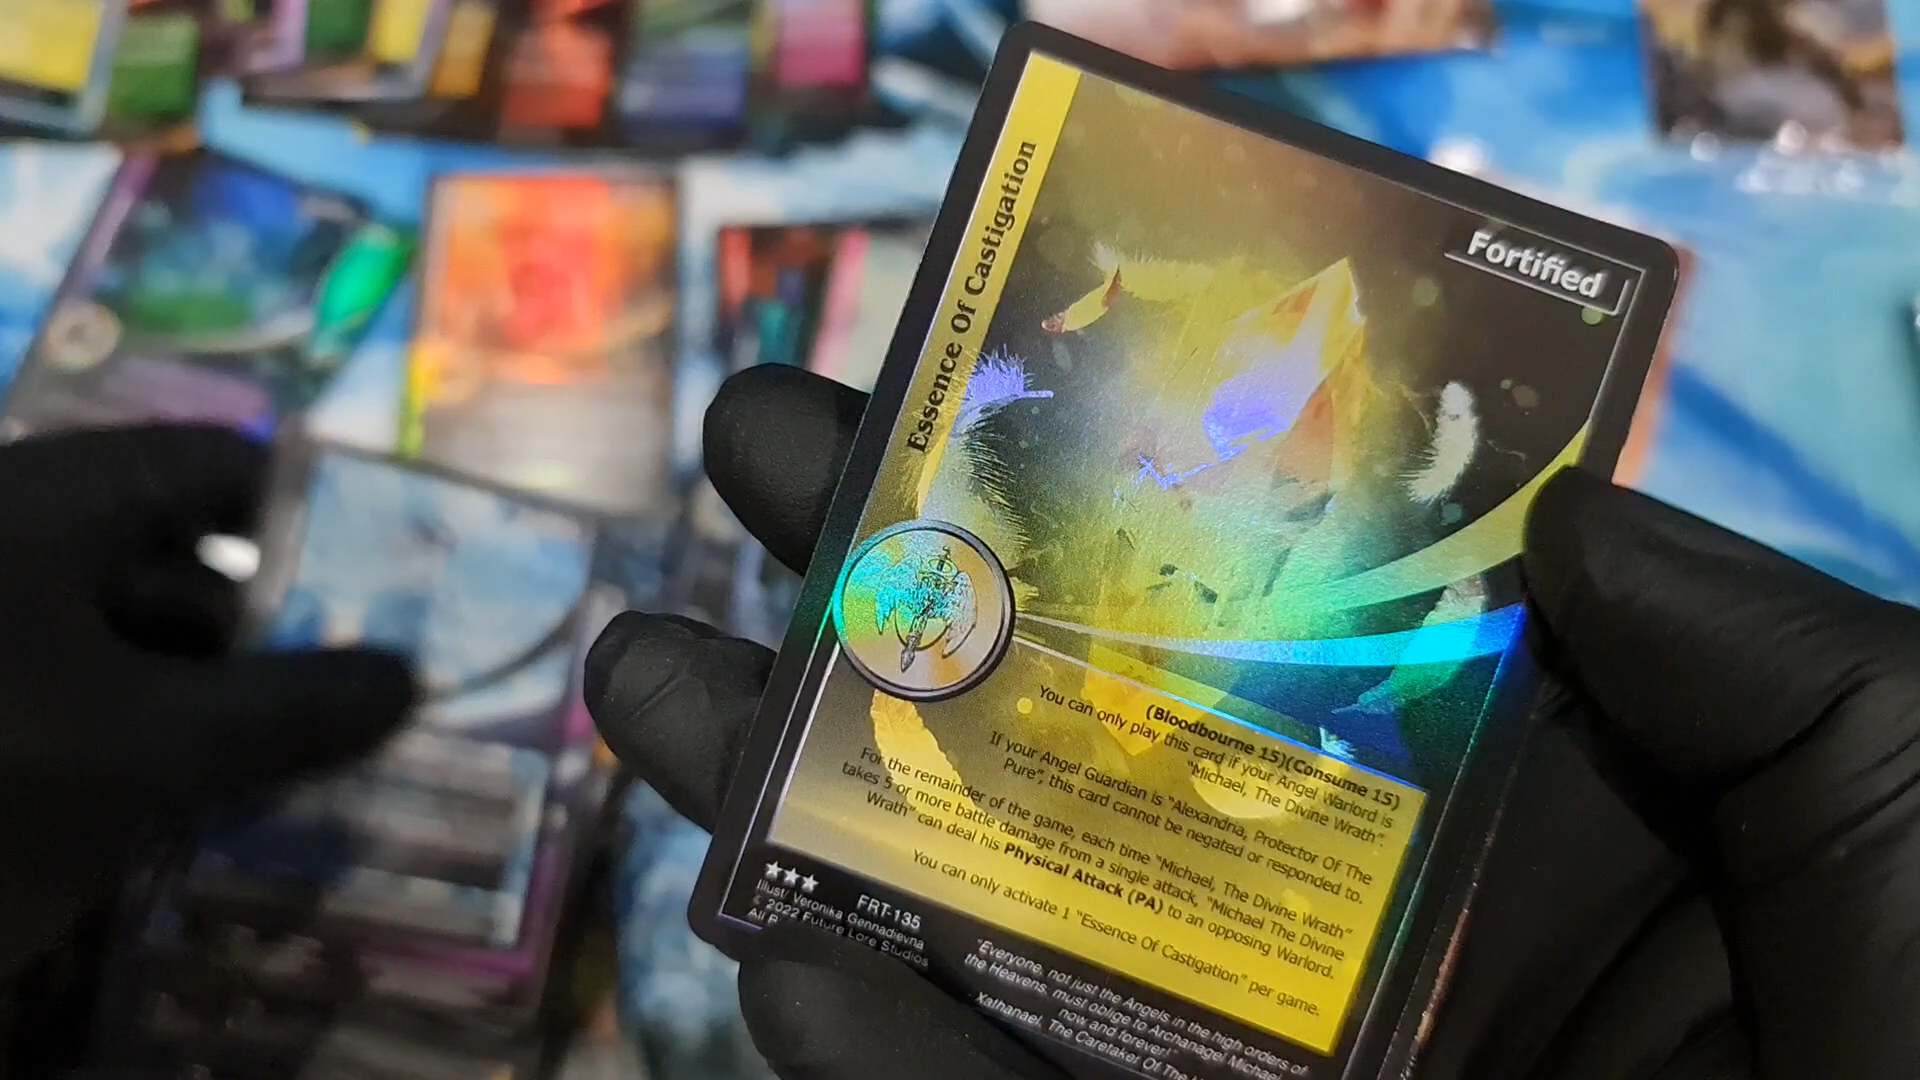 Essence Of Castigation
Fortified
(Bloodbourne 15)(Consume 15)
You can only play this card if your Angel Warlord is
"Michael, The Divine Wrath".
If your Angel Guardian is "Alexandria, Protector Of The
Pure", this card cannot be negated or responded to.
For the remainder of the game, each time "Michael, The Divine Wrath"
takes 5 or more battle damage from a single attack, "Michael The Divine
Wrath" can deal his Physical Attack (PA) to an opposing Warlord.
You can only activate 1 "Essence Of Castigation" per game.
FRT-135
Illust/ Veronika Gennadievna
2022 Future Lore Studios
All R
"Everyone, not just the Angels in the high orders of
the Heavens, must oblige to Archanagel Michael
now and forever!"
Xathanael, The Caretaker Of The